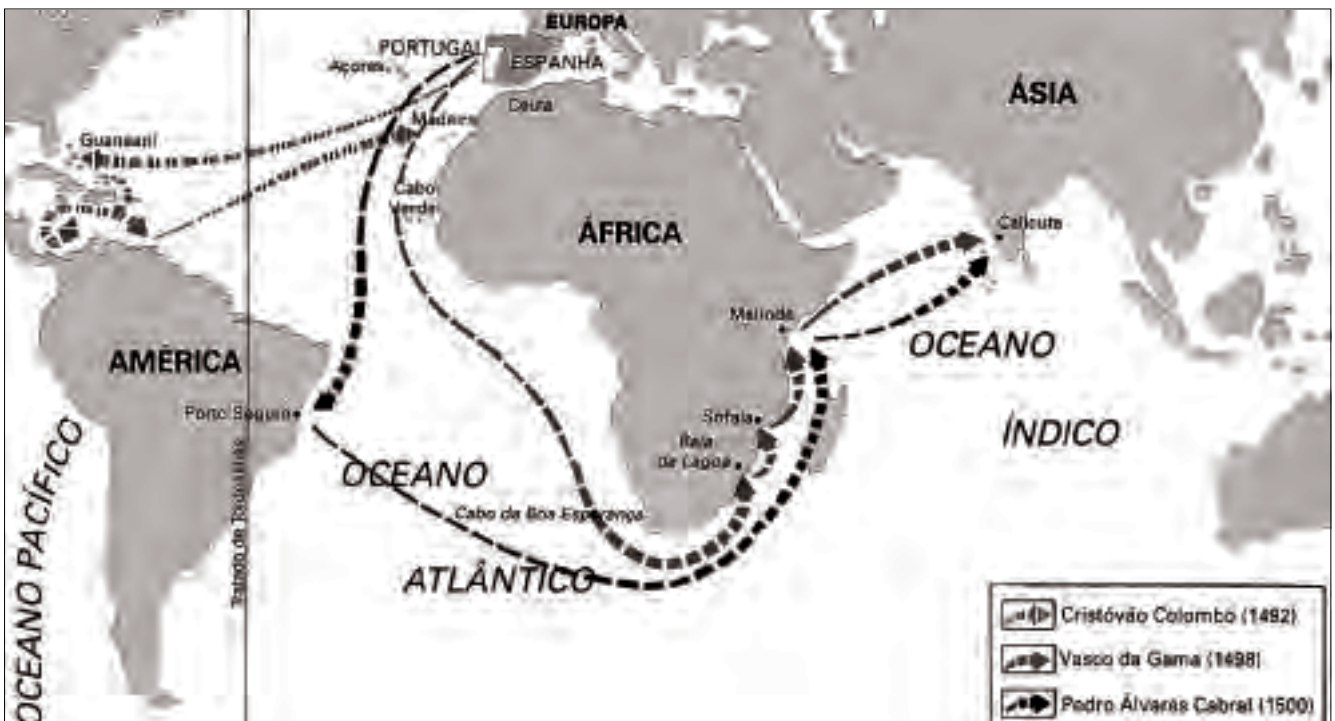 EUROPA
PORTUGAL
ESPANHA
Açores
Ceuta
Madeira
Guanaani
Cabo
Verde
ÁSIA
ÁFRICA
Calicute
Melinde
OCEANO
ÍNDICO
AMÉRICA
Porto Seguro
Sofala
Baia
da Lagoa
OCEANO
ATLÂNTICO
Cabo da Boa Esperança
Tratado de Tordesilhas
OCEANO PACÍFICO
Cristóvão Colombo (1492)
Vasco da Gama (1498)
Pedro Álvares Cabral (1500)